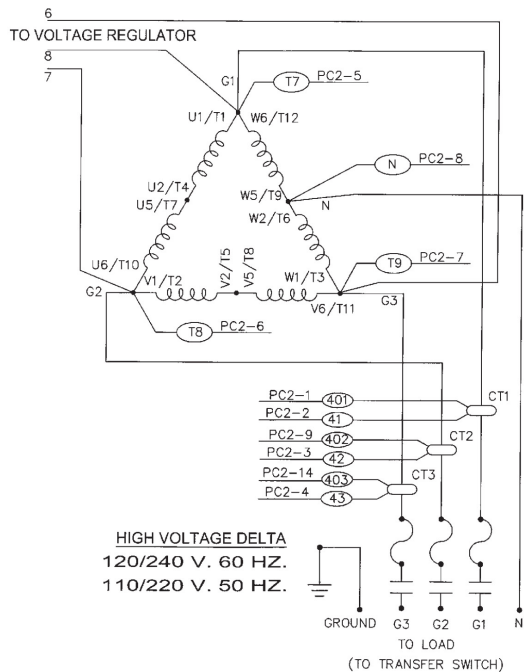 6
TO VOLTAGE REGULATOR
8
7
G1
T7 PC2-5
U1/T1 W6/T12
N PC2-8
U2/T4
U5/T7
W5/T9
W2/T6
N
T9 PC2-7
U6/T10
V1/T2
V2/T5
V5/T8
W1/T3
V6/T11
G2
G3
T8 PC2-6
PC2-1 401
CT1
PC2-2 41
PC2-9 402
CT2
PC2-3 42
PC2-14 403
CT3
PC2-4 43
HIGH VOLTAGE DELTA
120/240 V. 60 HZ.
110/220 V. 50 HZ.
GROUND G3 G2 G1 N
TO LOAD
(TO TRANSFER SWITCH)